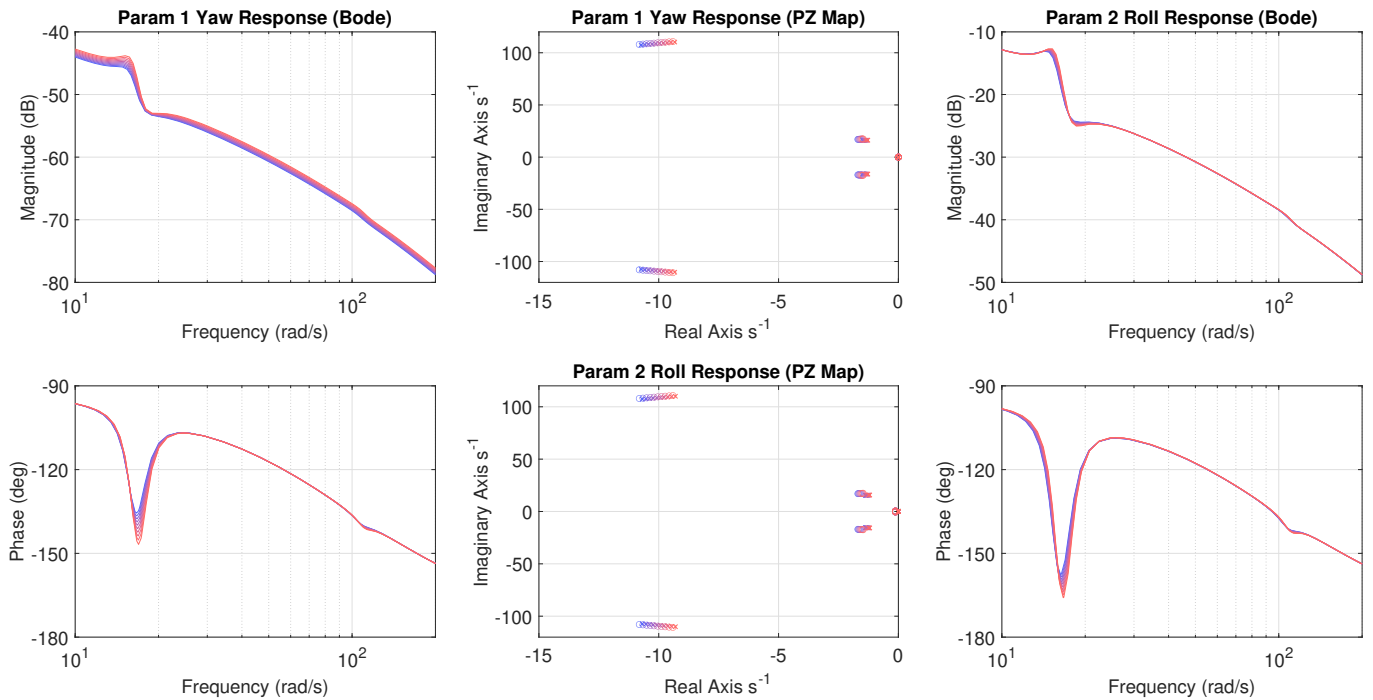 Param 1 Yaw Response (Bode)
-40
-50
-60
-70
-80
Magnitude (dB)
10^1
10^2
Frequency (rad/s)
Param 1 Yaw Response (PZ Map)
100
50
0
-50
-100
Imaginary Axis s^-1
-15
-10
-5
0
Real Axis s^-1
Param 2 Roll Response (Bode)
-10
-20
-30
-40
-50
Magnitude (dB)
10^1
10^2
Frequency (rad/s)
-90
-120
-150
-180
Phase (deg)
10^1
10^2
Frequency (rad/s)
Param 2 Roll Response (PZ Map)
100
50
0
-50
-100
Imaginary Axis s^-1
-15
-10
-5
0
Real Axis s^-1
-90
-120
-150
-180
Phase (deg)
10^1
10^2
Frequency (rad/s)